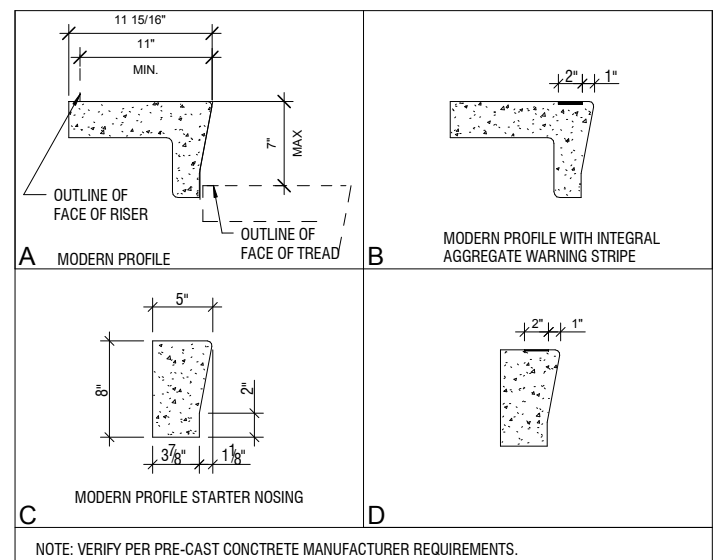 11 15/16"
11"
MIN.
7"
MAX
OUTLINE OF
FACE OF RISER
OUTLINE OF
FACE OF TREAD
A
MODERN PROFILE
2"
1"
B
MODERN PROFILE WITH INTEGRAL
AGGREGATE WARNING STRIPE
5"
8"
2"
3 7/8"
1 1/8"
C
MODERN PROFILE STARTER NOSING
2"
1"
D
NOTE: VERIFY PER PRE-CAST CONCRETE MANUFACTURER REQUIREMENTS.